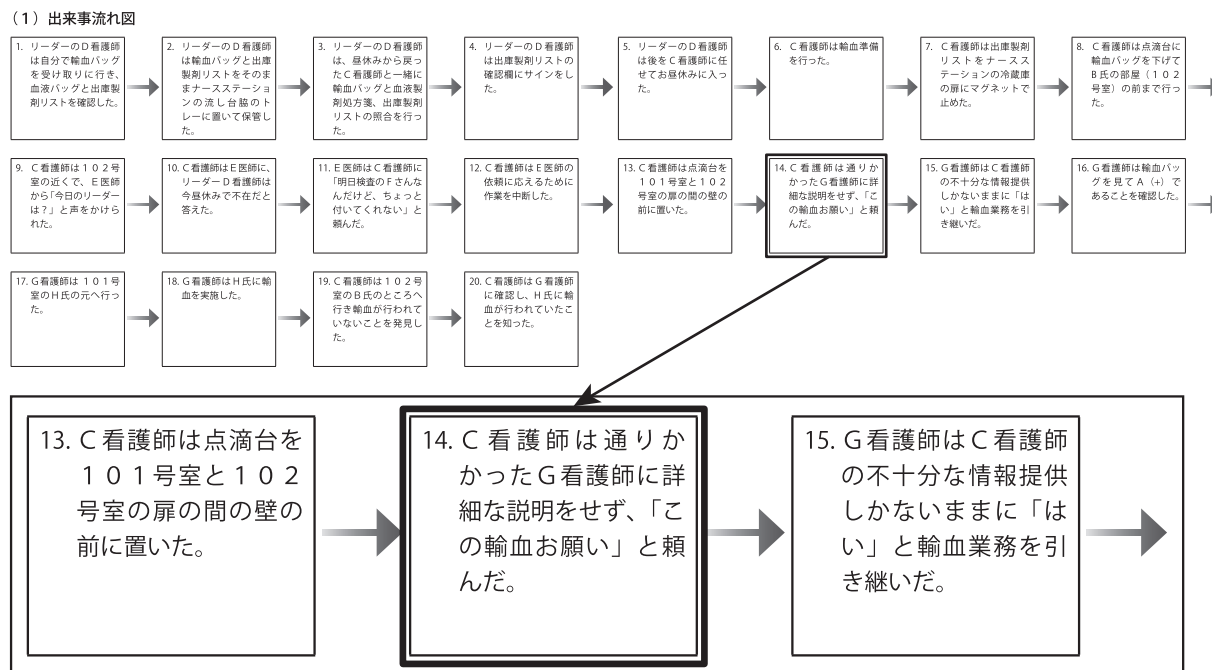 （1）出来事流れ図
1. リーダーのD看護師
は自分で輸血バッグ
を受け取りに行き、
血液バッグと出庫製
剤リストを確認した。
2. リーダーのD看護師
は輸血バッグと出庫
製剤リストをそのま
まナースステーショ
ンの流し台脇のト
レーに置いて保管し
た。
3. リーダーのD看護師
は、昼休みから戻っ
たC看護師と一緒に
輸血バッグと血液製
剤処方箋、出庫製剤
リストの照合を行っ
た。
4. リーダーのD看護師
は出庫製剤リストの
確認欄にサインをし
た。
5. リーダーのD看護師
は後をC看護師に任
せてお昼休みに入っ
た。
6. C看護師は輸血準備
を行った。
7. C看護師は出庫製剤
リストをナースス
テーションの冷蔵庫
の扉にマグネットで
止めた。
8. C看護師は点滴台に
輸血バッグを下げて
B氏の部屋（１０２
号室）の前まで行っ
た。
9. C看護師は１０２号
室の近くで、E医師
から「今日のリーダー
は？」と声をかけら
れた。
10. C看護師はE医師に、
リーダーD看護師は
今昼休みで不在だと
答えた。
11. E医師はC看護師に
「明日検査のFさんな
んだけど、ちょっと
付いてくれない」と
頼んだ。
12. C看護師はE医師の
依頼に応えるために
作業を中断した。
13. C看護師は点滴台を
１０１号室と１０２
号室の扉の間の壁の
前に置いた。
14. C看護師は通りか
かったG看護師に詳
細な説明をせず、「こ
の輸血お願い」と頼
んだ。
15. G看護師はC看護師
の不十分な情報提供
しかないままに「は
い」と輸血業務を引
き継いだ。
16. G看護師は輸血バッ
グを見てA（+）で
あることを確認した。
17. G看護師は１０１号
室のH氏の元へ行っ
た。
18. G看護師はH氏に輸
血を実施した。
19. C看護師は１０２号
室のB氏のところへ
行き輸血が行われて
いないことを発見し
た。
20. C看護師はG看護師
に確認し、H氏に輸
血が行われていたこ
とを知った。
13. C看護師は点滴台を
１０１号室と１０２
号室の扉の間の壁の
前に置いた。
14. C看護師は通りか
かったG看護師に詳
細な説明をせず、「こ
の輸血お願い」と頼
んだ。
15. G看護師はC看護師
の不十分な情報提供
しかないままに「は
い」と輸血業務を引
き継いだ。